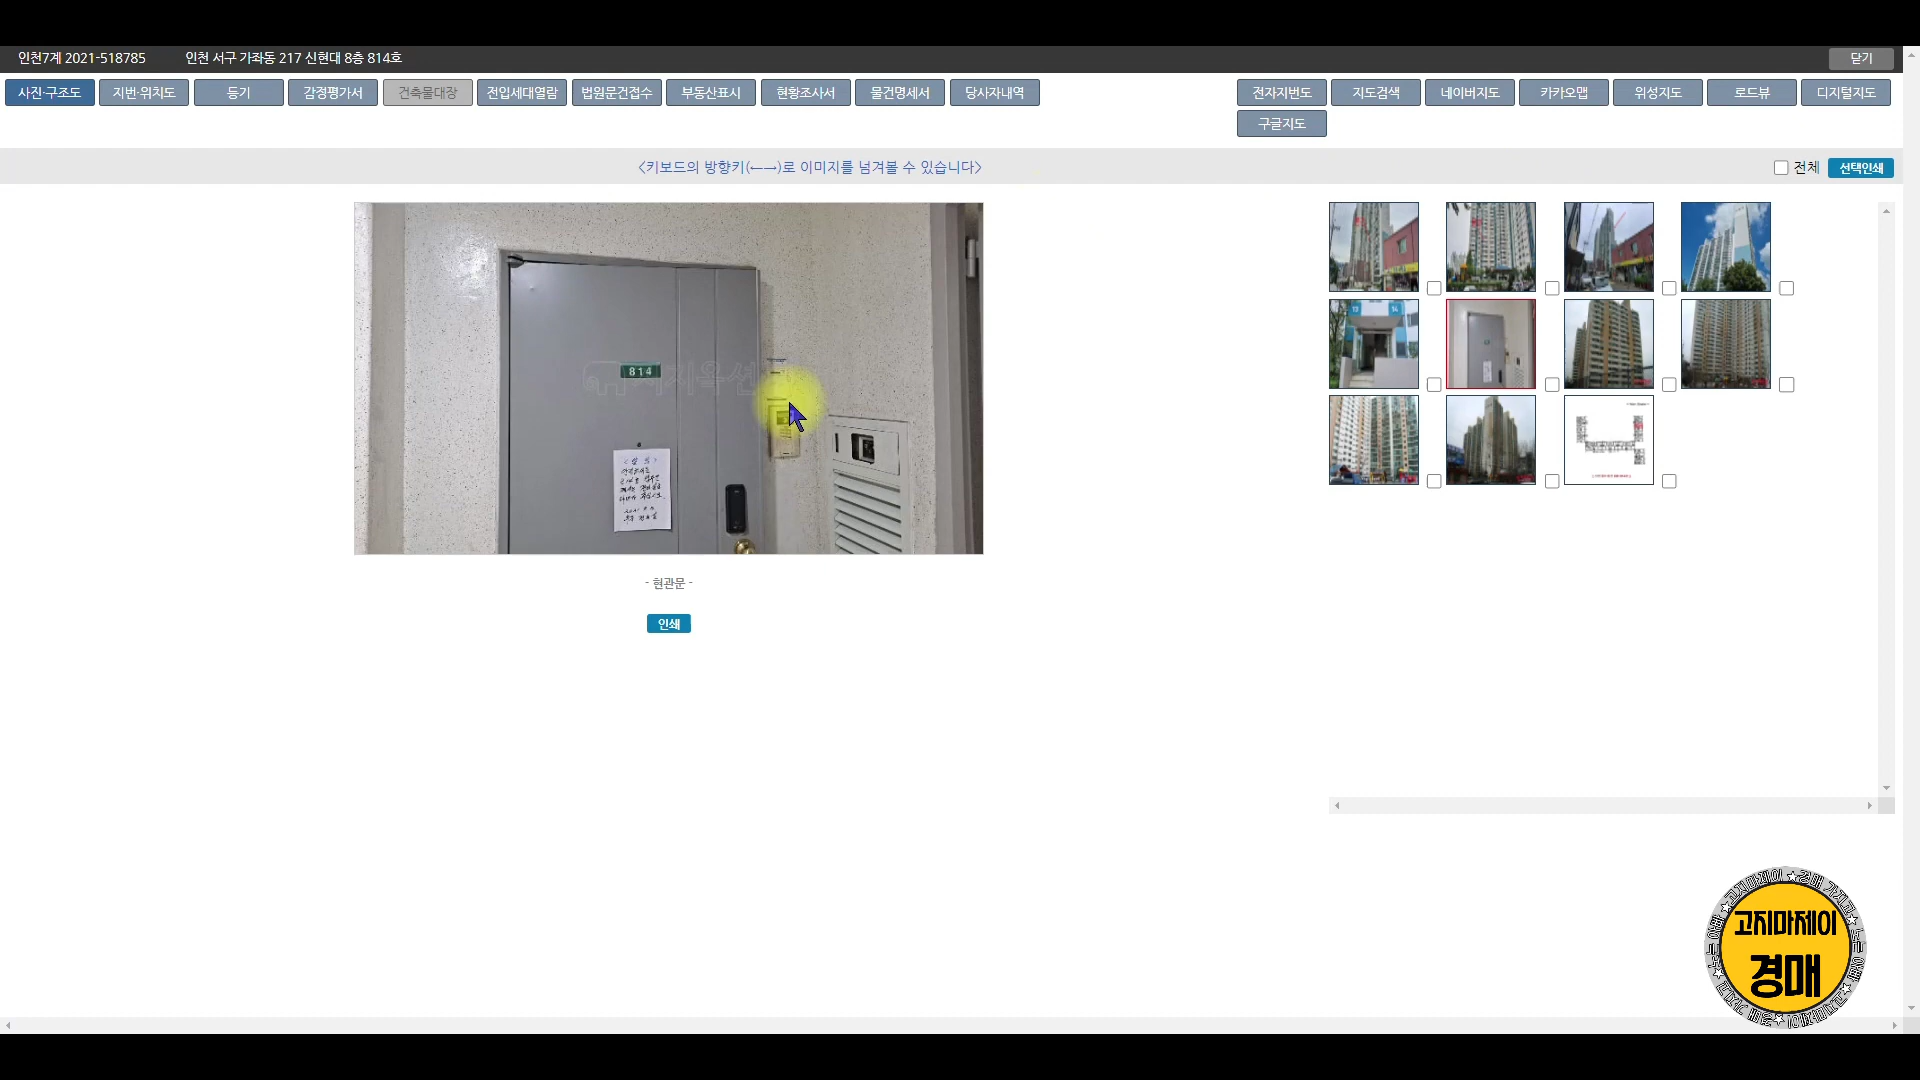 인천7계 2021-518785 인천 서구 가좌동 217 신현대 8층 814호 닫기
사진·구조도 지번·위치도 등기 감정평가서 건축물대장 전입세대열람 법원문건접수 부동산표시 현황조사서 물건명세서 당사자내역 전자지번도 지도검색 네이버지도 카카오맵 위성지도 로드뷰 디지털지도
구글지도
<키보드의 방향키(←→)로 이미지를 넘겨볼 수 있습니다> 전체 선택인쇄
814
- 현관문 -
인쇄
고지마제이
경매